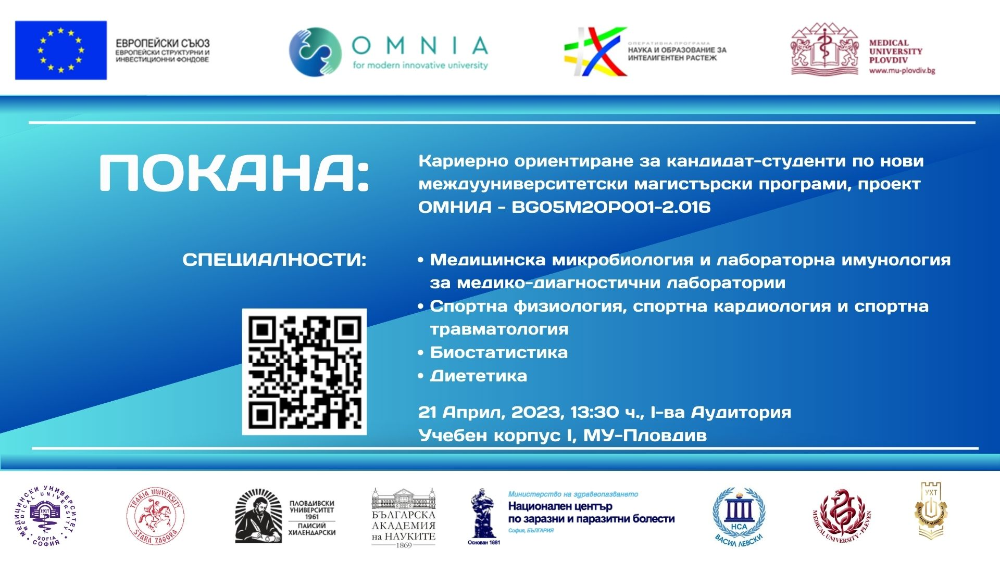 ЕВРОПЕЙСКИ СЪЮЗ
ЕВРОПЕЙСКИ СТРУКТУРНИ И
ИНВЕСТИЦИОННИ ФОНДОВЕ
OMNIA
for modern innovative university
ОПЕРАТИВНА ПРОГРАМА
НАУКА И ОБРАЗОВАНИЕ ЗА
ИНТЕЛИГЕНТЕН РАСТЕЖ
MEDICAL
UNIVERSITY
PLOVDIV
www.mu-plovdiv.bg
ПОКАНА:
Кариерно ориентиране за кандидат-студенти по нови
междууниверситетски магистърски програми, проект
ОМНИА - BG05M2OP001-2.016
СПЕЦИАЛНОСТИ:
• Медицинска микробиология и лабораторна имунология
за медико-диагностични лаборатории
• Спортна физиология, спортна кардиология и спортна
травматология
• Биостатистика
• Диететика
21 Април, 2023, 13:30 ч., I-ва Аудитория
Учебен корпус I, МУ-Пловдив
МЕДИЦИНСКИ УНИВЕРСИТЕТ • СОФИЯ •
MEDICAL UNIVERSITY • SOFIA •
1917
TRAKIA UNIVERSITY
STARA ZAGORA
ПЛОВДИВСКИ
УНИВЕРСИТЕТ
1961
ПАИСИЙ
ХИЛЕНДАРСКИ
БЪЛГАРСКА
АКАДЕМИЯ
на НАУКИТЕ
1869
Основан 1881
Министерство на здравеопазването
Национален център
по заразни и паразитни болести
София, БЪЛГАРИЯ
НСА
ВАСИЛ ЛЕВСКИ
MEDICAL UNIVERSITY - PLEVEN
УХТ
ALMA MATER ALIMENTORUM